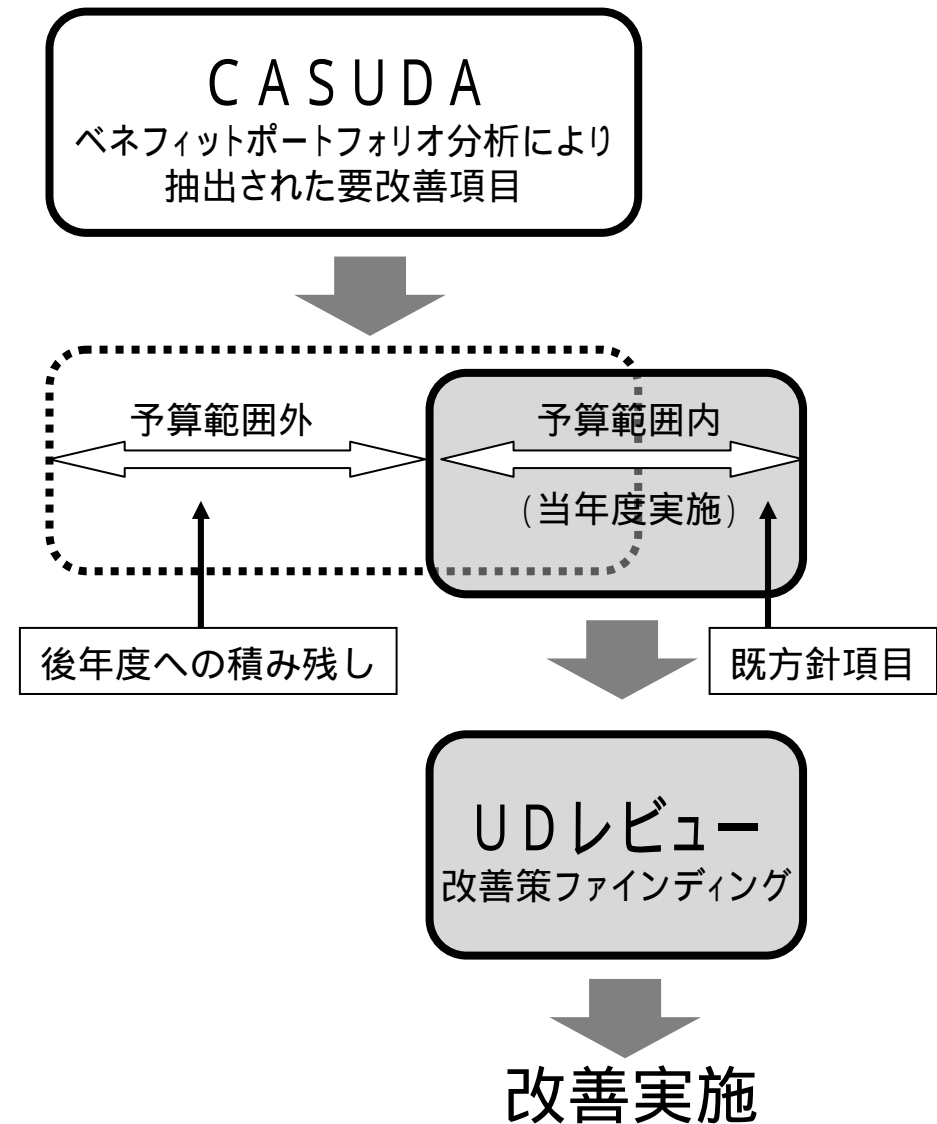 ＣＡＳＵＤＡ
ベネフィットポートフォリオ分析により
抽出された要改善項目
予算範囲外
予算範囲内
(当年度実施)
後年度への積み残し
既方針項目
ＵＤレビュー
改善策ファインディング
改善実施